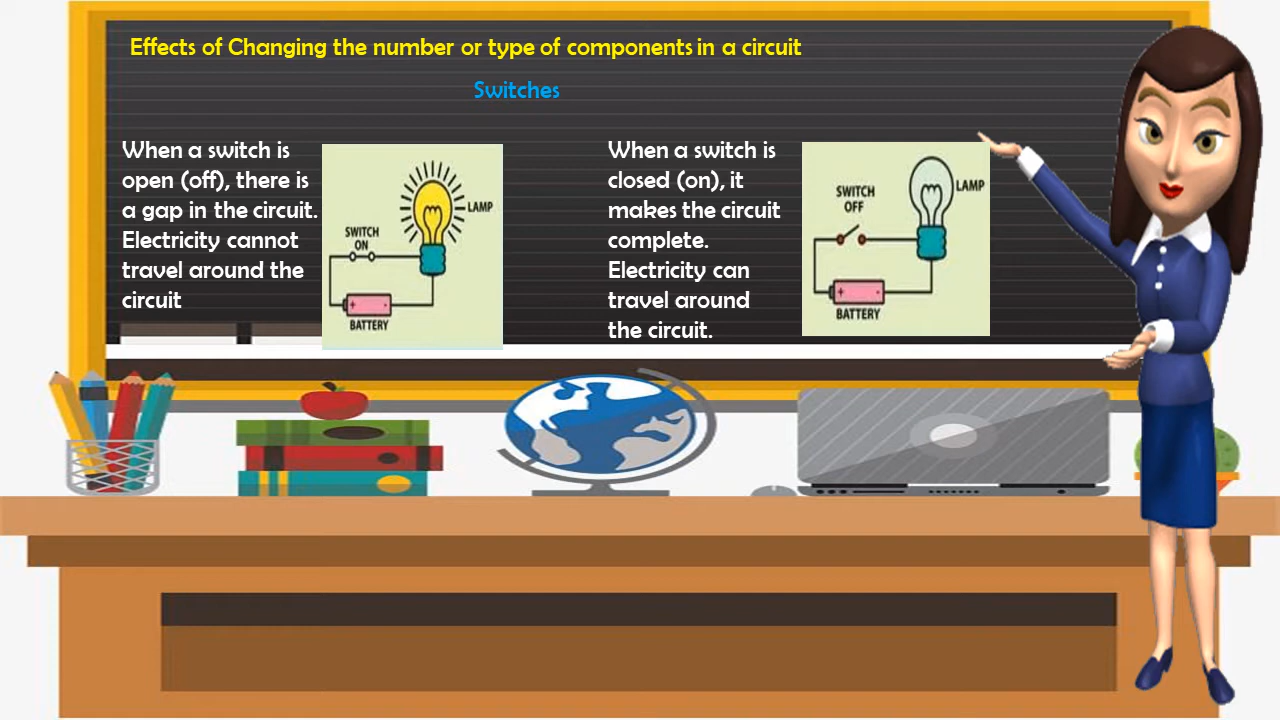 Effects of Changing the number or type of components in a circuit
Switches
When a switch is
open (off), there is
a gap in the circuit.
Electricity cannot
travel around the
circuit
SWITCH
ON
LAMP
+ -
BATTERY
When a switch is
closed (on), it
makes the circuit
complete.
Electricity can
travel around
the circuit.
SWITCH
OFF
LAMP
+ -
BATTERY